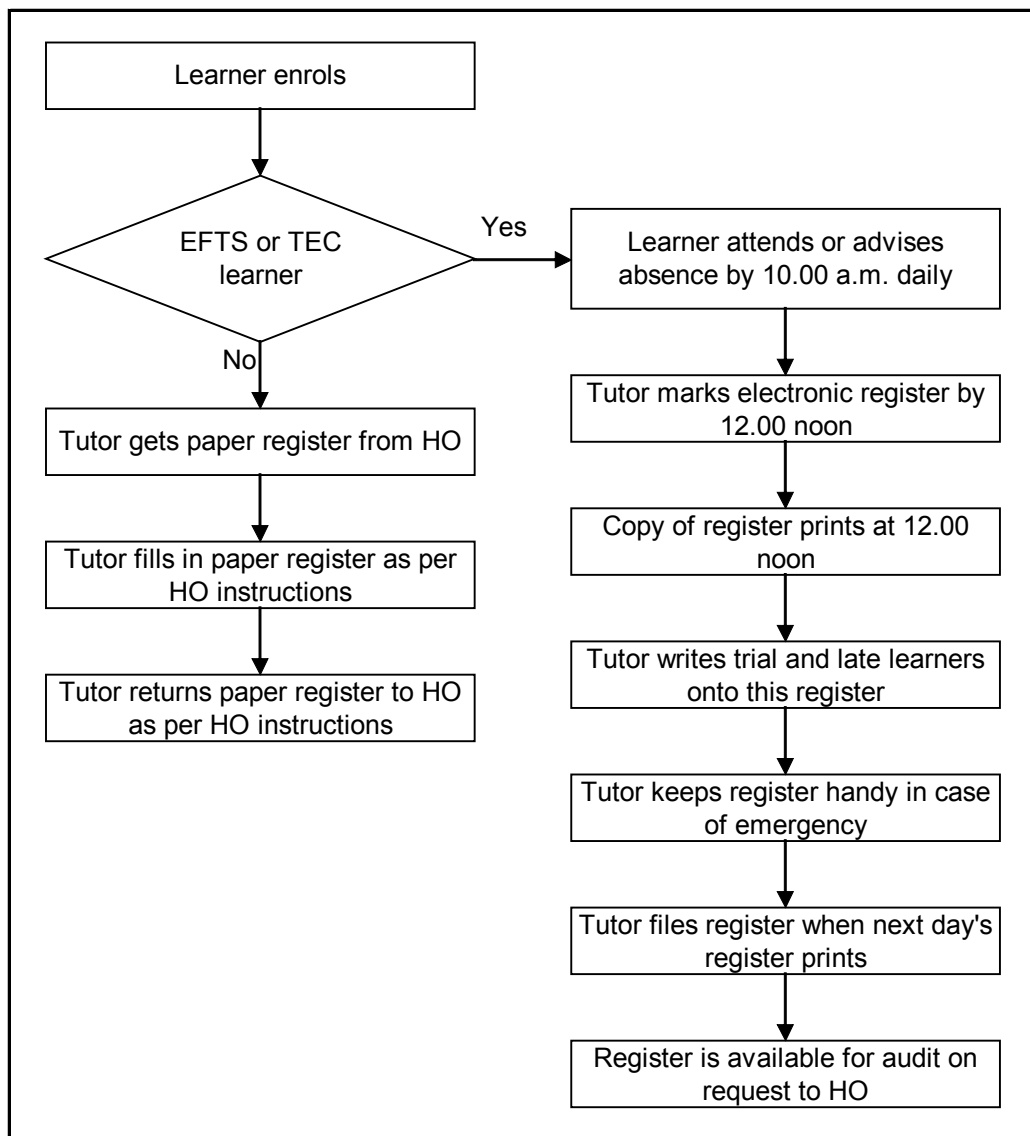 Learner enrols
EFTS or TEC
learner
Yes
No
Learner attends or advises
absence by 10.00 a.m. daily
Tutor marks electronic register by
12.00 noon
Copy of register prints at 12.00
noon
Tutor writes trial and late learners
onto this register
Tutor keeps register handy in case
of emergency
Tutor files register when next day's
register prints
Register is available for audit on
request to HO
Tutor gets paper register from HO
Tutor fills in paper register as per
HO instructions
Tutor returns paper register to HO
as per HO instructions